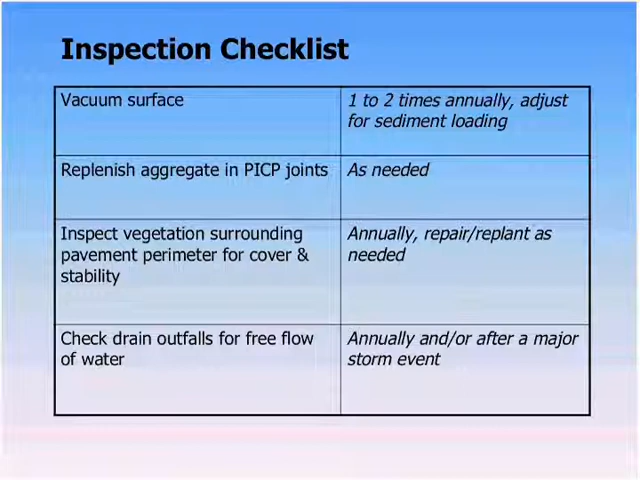 Inspection Checklist
Vacuum surface
1 to 2 times annually, adjust
for sediment loading
Replenish aggregate in PICP joints
As needed
Inspect vegetation surrounding
pavement perimeter for cover &
stability
Annually, repair/replant as
needed
Check drain outfalls for free flow
of water
Annually and/or after a major
storm event